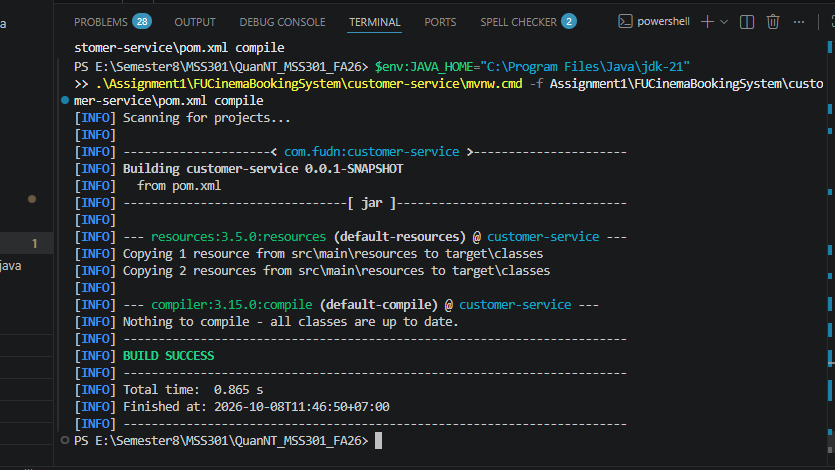 a
PROBLEMS 28 OUTPUT DEBUG CONSOLE TERMINAL PORTS SPELL CHECKER 2 powershell
stomer-service\pom.xml compile
PS E:\Semester8\MSS301\QuanNT_MSS301_FA26> $env:JAVA_HOME="C:\Program Files\Java\jdk-21"
>> .\Assignment1\FUCinemaBookingSystem\customer-service\mvnw.cmd -f Assignment1\FUCinemaBookingSystem\custo
mer-service\pom.xml compile
[INFO] Scanning for projects...
[INFO]
[INFO] --------------------< com.fudn:customer-service >---------------------
[INFO] Building customer-service 0.0.1-SNAPSHOT
[INFO]   from pom.xml
[INFO] --------------------------------[ jar ]---------------------------------
[INFO]
[INFO] --- resources:3.5.0:resources (default-resources) @ customer-service ---
1
[INFO] Copying 1 resource from src\main\resources to target\classes
java
[INFO] Copying 2 resources from src\main\resources to target\classes
[INFO]
[INFO] --- compiler:3.15.0:compile (default-compile) @ customer-service ---
[INFO] Nothing to compile - all classes are up to date.
[INFO] ------------------------------------------------------------------------
[INFO] BUILD SUCCESS
[INFO] ------------------------------------------------------------------------
[INFO] Total time:  0.865 s
[INFO] Finished at: 2026-10-08T11:46:50+07:00
[INFO] ------------------------------------------------------------------------
PS E:\Semester8\MSS301\QuanNT_MSS301_FA26>